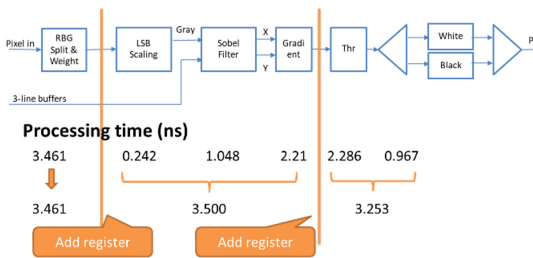 Pixel in
RBG
Split &
Weight
LSB
Scaling
Gray
Sobel
Filter
X
Y
Gradi
ent
Thr
White
Black
p
3-line buffers
Processing time (ns)
3.461 0.242 1.048 2.21 2.286 0.967
3.461 3.500 3.253
Add register Add register